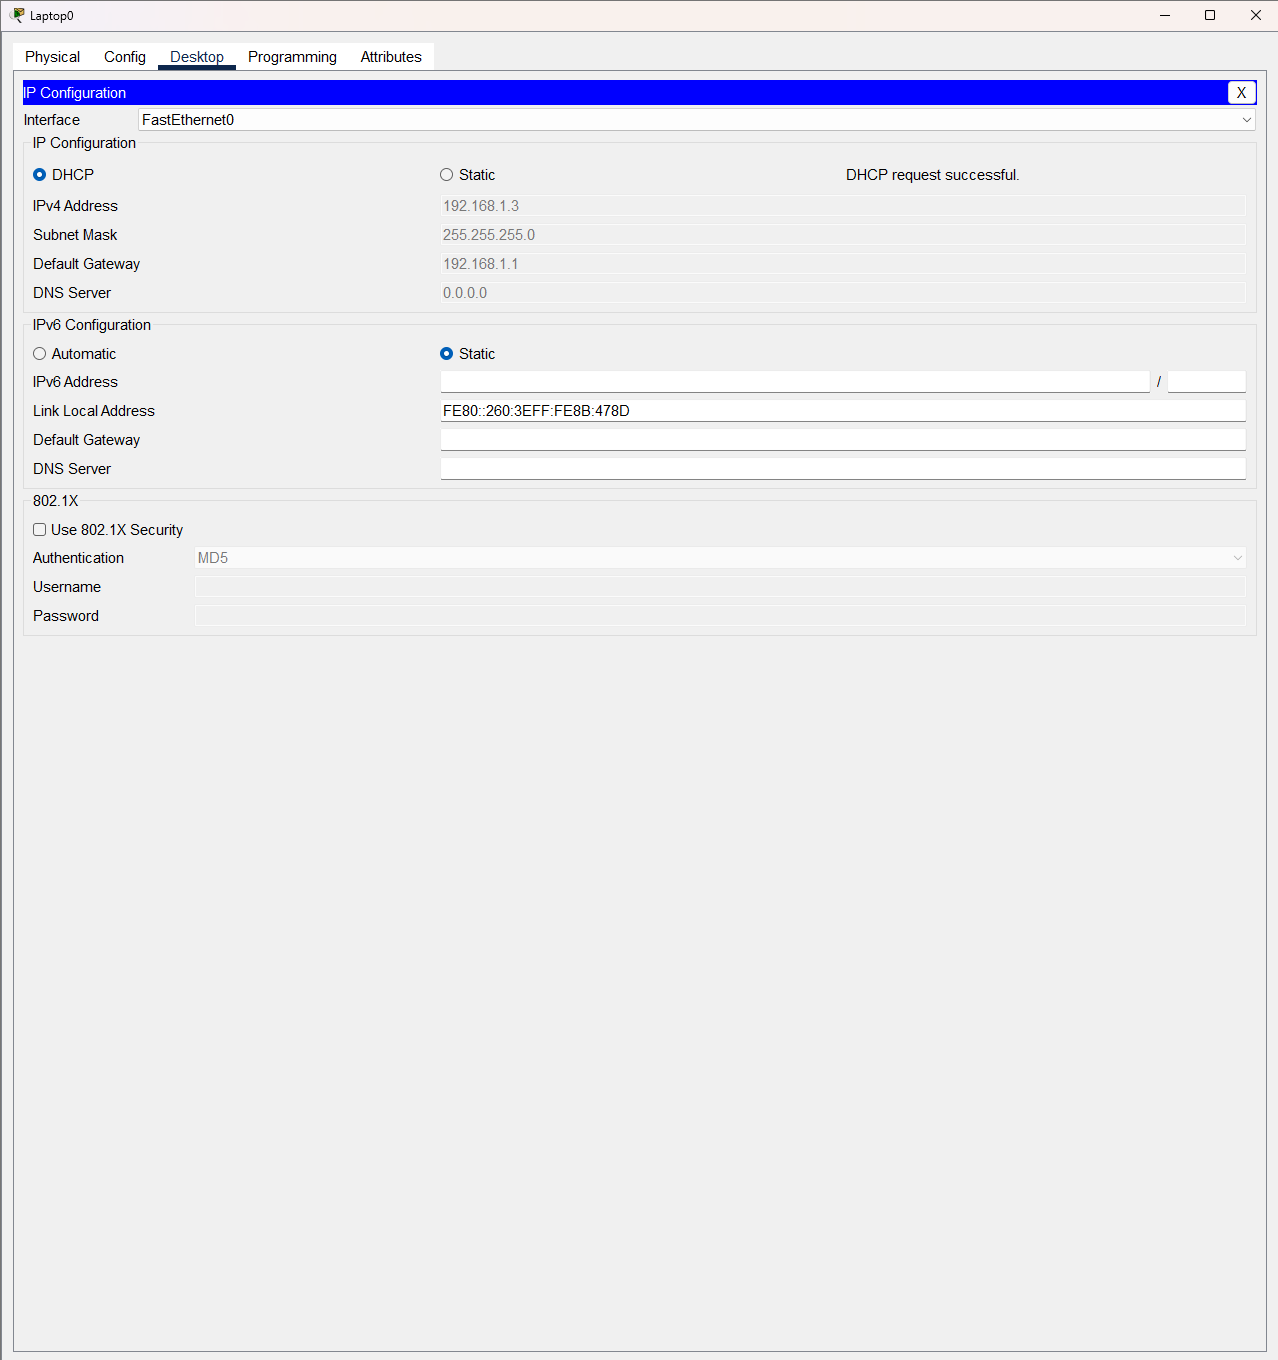 Laptop0
Physical Config Desktop Programming Attributes
IP Configuration X
Interface FastEthernet0
IP Configuration
DHCP Static DHCP request successful.
IPv4 Address 192.168.1.3
Subnet Mask 255.255.255.0
Default Gateway 192.168.1.1
DNS Server 0.0.0.0
IPv6 Configuration
Automatic Static
IPv6 Address /
Link Local Address FE80::260:3EFF:FE8B:478D
Default Gateway
DNS Server
802.1X
Use 802.1X Security
Authentication MD5
Username
Password